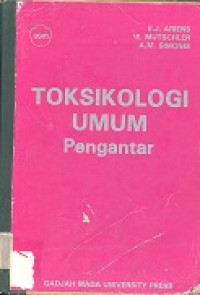 E.J. ARIENS
E. MUTSCHLER
A.M. SIMONIS
TOKSIKOLOGI
UMUM
Pengantar
GADJAH MADA UNIVERSITY PRESS